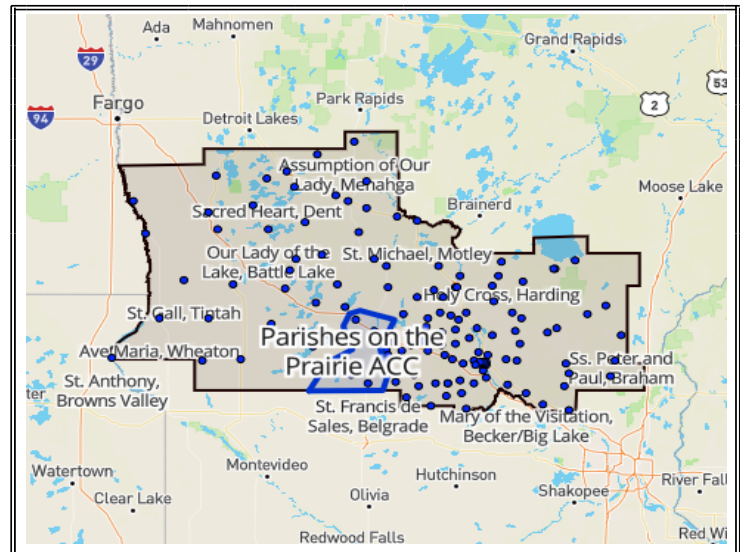 Ada
Mahnomen
Grand Rapids
29
53
2
Fargo
94
Park Rapids
Detroit Lakes
Moose Lake
Assumption of Our
Lady, Menahga
Brainerd
Sacred Heart, Dent
Our Lady of the
Lake, Battle Lake
St. Michael, Motley
Holy Cross, Harding
St. Gall, Tintah
Parishes on the
Prairie ACC
Ave Maria, Wheaton
Ss. Peter and
Paul, Braham
St. Anthony,
Browns Valley
ter
St. Francis de
Sales, Belgrade
Mary of the Visitation,
Becker/Big Lake
Watertown
Montevideo
Hutchinson
River Fall
Clear Lake
Olivia
Shakopee
Redwood Falls
Red Wi